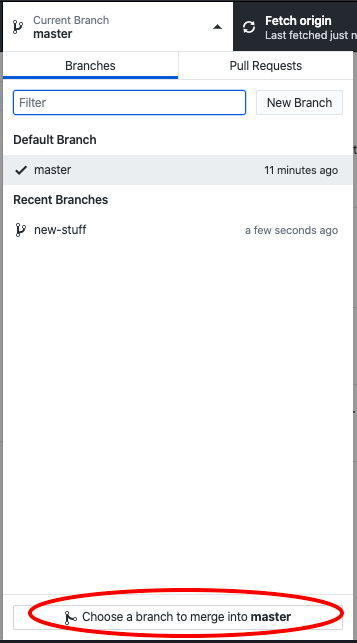 Current Branch
master
Fetch origin
Last fetched just n
Branches
Pull Requests
Filter
New Branch
Default Branch
master
11 minutes ago
Recent Branches
new-stuff
a few seconds ago
Choose a branch to merge into master